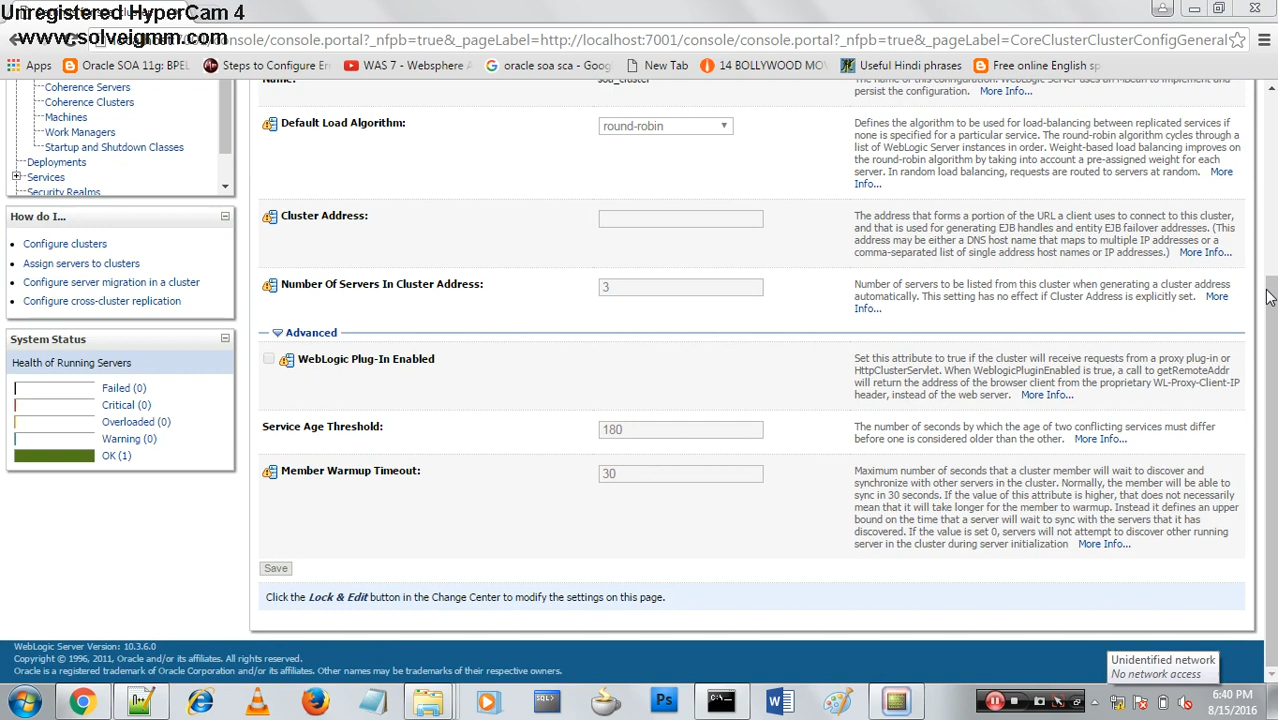 Unregistered HyperCam 4
www.solveigmm.com
/console/console.portal?_nfpb=true&_pageLabel=http://localhost:7001/console/console.portal?_nfpb=true&_pageLabel=CoreClusterClusterConfigGeneral
Apps
Oracle SOA 11g: BPEL
Steps to Configure Er
WAS 7 - Websphere
oracle soa sca - Goog
New Tab
14 BOLLYWOOD MOV
Useful Hindi phrases
Free online English sp
Coherence Servers
Coherence Clusters
Machines
Work Managers
Startup and Shutdown Classes
Deployments
Services
Security Realms
How do I...
Configure clusters
Assign servers to clusters
Configure server migration in a cluster
Configure cross-cluster replication
System Status
Health of Running Servers
Failed (0)
Critical (0)
Overloaded (0)
Warning (0)
OK (1)
persist the configuration. More Info...
Default Load Algorithm:
round-robin
Defines the algorithm to be used for load-balancing between replicated services if
none is specified for a particular service. The round-robin algorithm cycles through a
list of WebLogic Server instances in order. Weight-based load balancing improves on
the round-robin algorithm by taking into account a pre-assigned weight for each
server. In random load balancing, requests are routed to servers at random. More
Info...
Cluster Address:
The address that forms a portion of the URL a client uses to connect to this cluster,
and that is used for generating EJB handles and entity EJB failover addresses. (This
address may be either a DNS host name that maps to multiple IP addresses or a
comma-separated list of single address host names or IP addresses.) More Info...
Number Of Servers In Cluster Address:
3
Number of servers to be listed from this cluster when generating a cluster address
automatically. This setting has no effect if Cluster Address is explicitly set. More
Info...
Advanced
WebLogic Plug-In Enabled
Set this attribute to true if the cluster will receive requests from a proxy plug-in or
HttpClusterServlet. When WeblogicPluginEnabled is true, a call to getRemoteAddr
will return the address of the browser client from the proprietary WL-Proxy-Client-IP
header, instead of the web server. More Info...
Service Age Threshold:
180
The number of seconds by which the age of two conflicting services must differ
before one is considered older than the other. More Info...
Member Warmup Timeout:
30
Maximum number of seconds that a cluster member will wait to discover and
synchronize with other servers in the cluster. Normally, the member will be able to
sync in 30 seconds. If the value of this attribute is higher, that does not necessarily
mean that it will take longer for the member to warmup. Instead it defines an upper
bound on the time that a server will wait to sync with the servers that it has
discovered. If the value is set 0, servers will not attempt to discover other running
server in the cluster during server initialization More Info...
Save
Click the Lock & Edit button in the Change Center to modify the settings on this page.
WebLogic Server Version: 10.3.6.0
Copyright © 1996, 2011, Oracle and/or its affiliates. All rights reserved.
Oracle is a registered trademark of Oracle Corporation and/or its affiliates. Other names may be trademarks of their respective owners.
Unidentified network
No network access
6:40 PM
8/15/2016